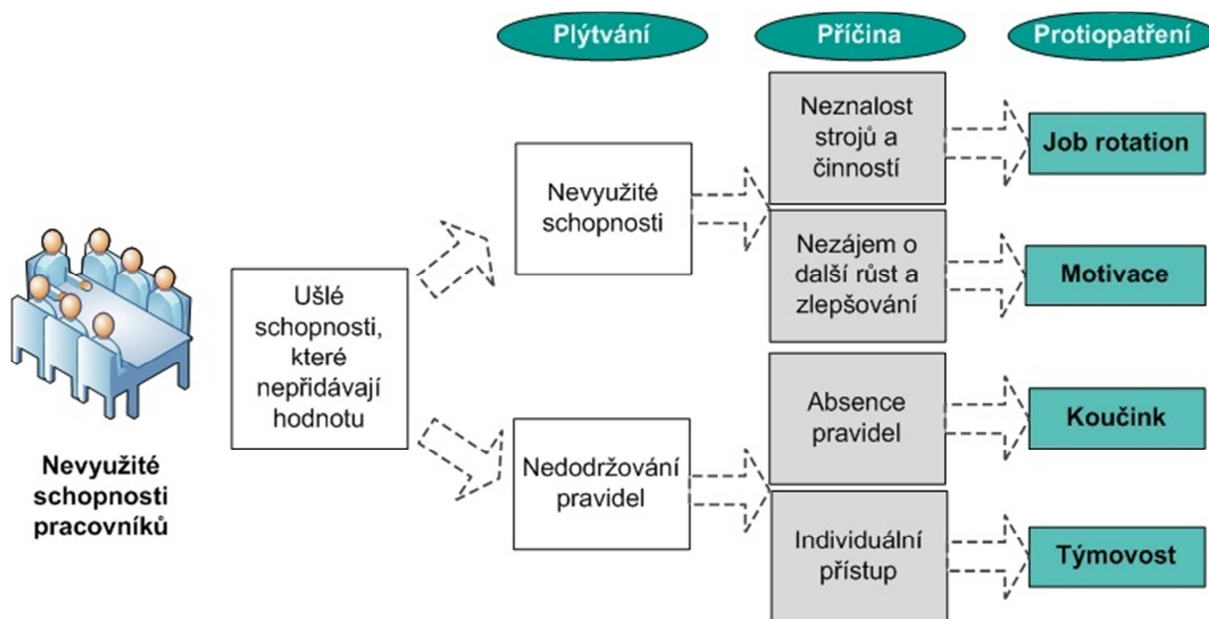 Plýtvání
Příčina
Protiopatření
Nevyužité
schopnosti
pracovníků
Ušlé
schopnosti,
které
nepřidávají
hodnotu
Nevyužité
schopnosti
Neznalost
strojů a
činností
Job rotation
Nezájem o
další růst a
zlepšování
Motivace
Nedodržování
pravidel
Absence
pravidel
Koučink
Individuální
přístup
Týmovost